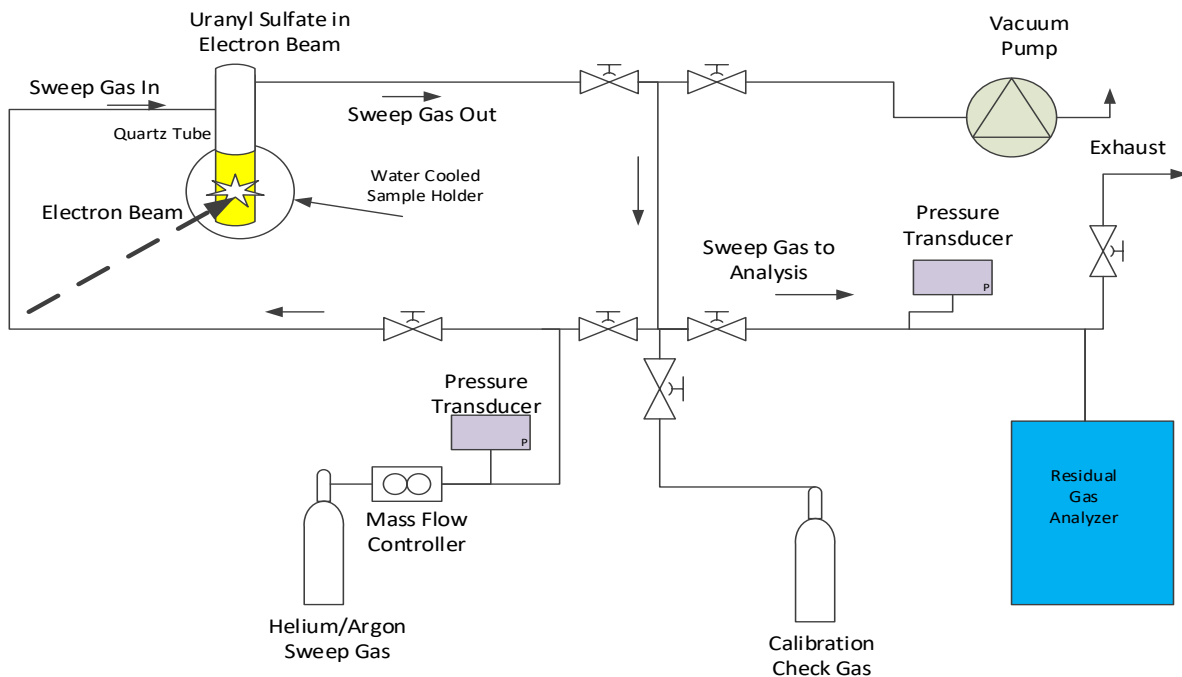 Uranyl Sulfate in
Electron Beam
Vacuum
Pump
Sweep Gas In
Sweep Gas Out
Quartz Tube
Exhaust
Water Cooled
Sample Holder
Electron Beam
Pressure
Transducer
P
Sweep Gas to
Analysis
Pressure
Transducer
P
Mass Flow
Controller
Residual
Gas
Analyzer
Helium/Argon
Sweep Gas
Calibration
Check Gas